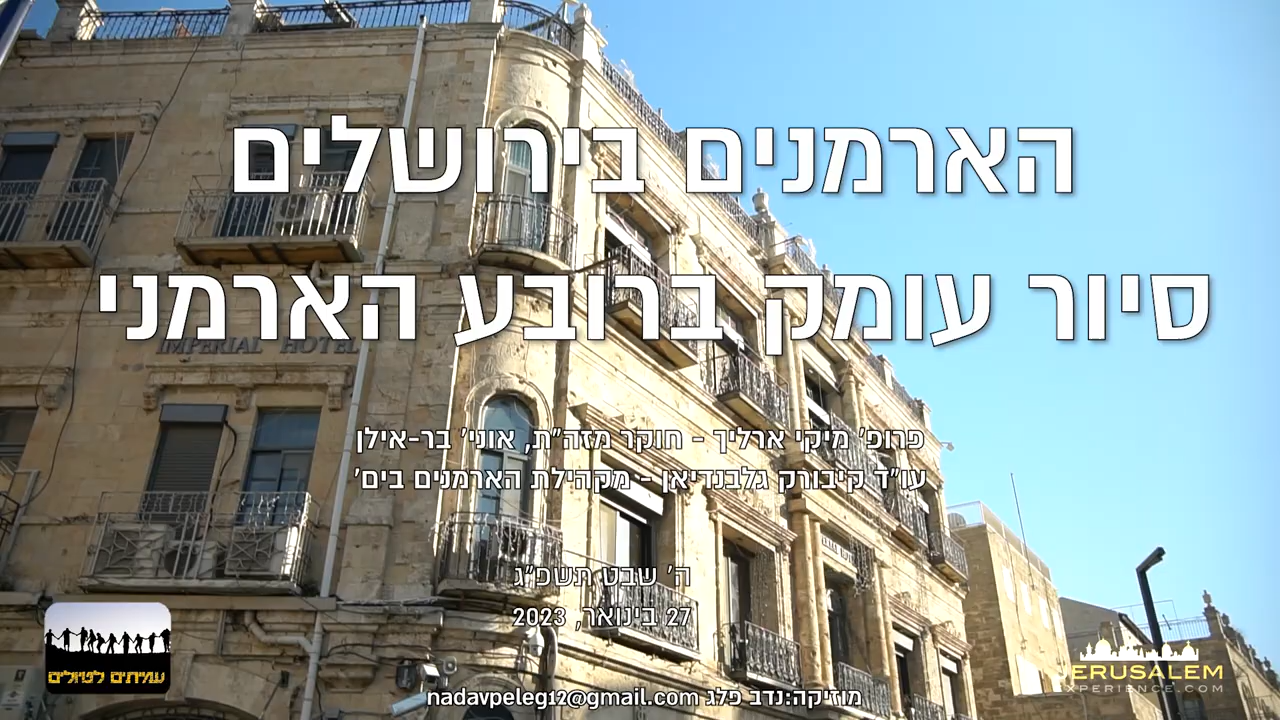 הארמנים בירושלים
סיור עומק ברובע הארמני
IMPERIAL HOTEL
פרופ' מיקי ארליך - חוקר מזה"ת, אוני' בר-אילן
עו"ד קיבורק נלבנדיאן - מקהילת הארמנים בים'
ה' שבט תשפ"ג
27 בינואר, 2023
עמיתים לטיולים
JERUSALEM
XPERIENCE.COM
מוזיקה:נדב פלג nadavpeleg12@gmail.com